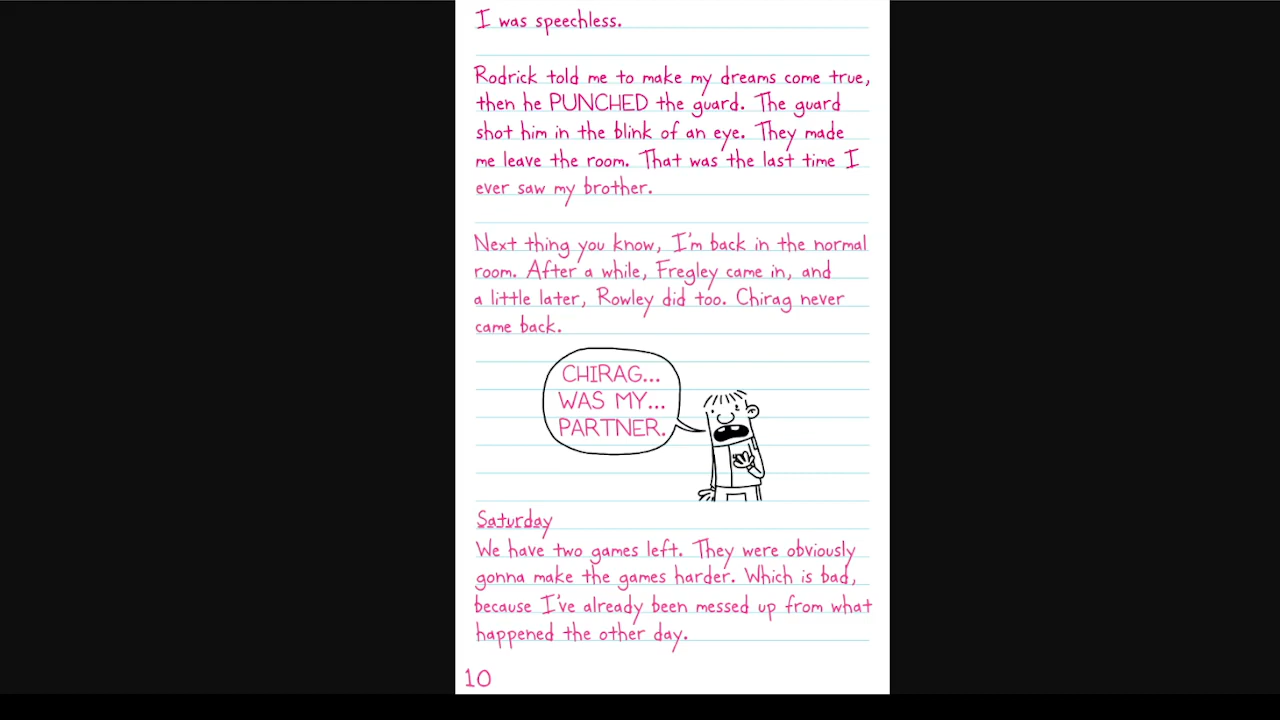 I was speechless.
Rodrick told me to make my dreams come true,
then he PUNCHED the guard. The guard
shot him in the blink of an eye. They made
me leave the room. That was the last time I
ever saw my brother.
Next thing you know, I'm back in the normal
room. After a while, Fregley came in, and
a little later, Rowley did too. Chirag never
came back.
CHIRAG...
WAS MY...
PARTNER.
Saturday
We have two games left. They were obviously
gonna make the games harder. Which is bad,
because I've already been messed up from what
happened the other day.
10